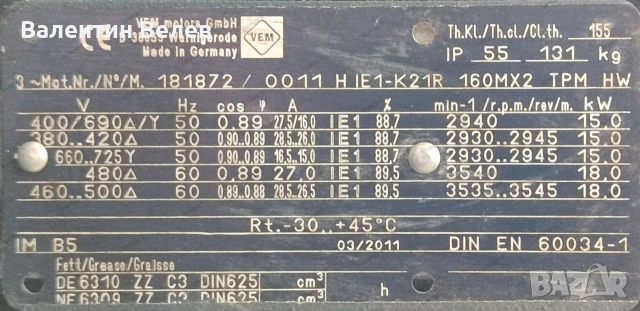 VEM motors GmbH
Валентин Велев
D-38855 Wernigerode
Made in Germany
VEM
Th.Kl./Th.cl./Cl.th. 155
IP 55 131 kg
3~Mot.Nr./N°/M. 181872/ 0011 H IE1-K21R 160MX2 TPM HW
V Hz cos φ A % min-1/r.p.m./rev/m. kW
400/690Δ/Y 50 0,89 27,5/16,0 IE1 88,7 2940 15,0
380..420Δ 50 0,90..0,89 28,5..26,5 IE1 88,7 2930..2945 15,0
660..725Y 50 0,90..0,89 16,5..15,0 IE1 88,7 2930..2945 15,0
480Δ 60 0,89 27,0 IE1 89,5 3540 18,0
460..500Δ 60 0,89..0,88 28,5..26,5 IE1 89,5 3535..3545 18,0
Rt.-30..+45°C
IM B5 03/2011 DIN EN 60034-1
Fett/Grease/Graisse
DE 6310 ZZ C3 DIN625 cm³ h
NE 6309 ZZ C3 DIN625 cm³
bazar